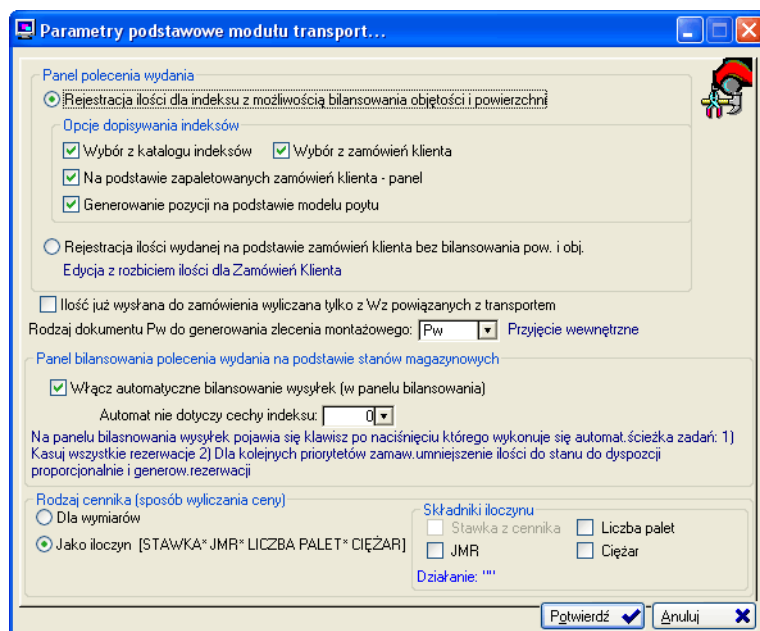 Parametry podstawowe modułu transport...
Panel polecenia wydania
Rejestracja ilości dla indeksu z możliwością bilansowania objętości i powierzchni
Opcje dopisywania indeksów
Wybór z katalogu indeksów Wybór z zamówień klienta
Na podstawie zapaletowanych zamówień klienta - panel
Generowanie pozycji na podstawie modelu poytu
Rejestracja ilości wydanej na podstawie zamówień klienta bez bilansowania pow. i obj.
Edycja z rozbiciem ilości dla Zamówień Klienta
Ilość już wysłana do zamówienia wyliczana tylko z Wz powiązanych z transportem
Rodzaj dokumentu Pw do generowania zlecenia montażowego: Pw Przyjęcie wewnętrzne
Panel bilansowania polecenia wydania na podstawie stanów magazynowych
Włącz automatyczne bilansowanie wysyłek (w panelu bilansowania)
Automat nie dotyczy cechy indeksu: 0
Na panelu bilasnowania wysyłek pojawia się klawisz po naciśnięciu którego wykonuje się automat.ścieżka zadań: 1)
Kasuj wszystkie rezerwacje 2) Dla kolejnych priorytetów zamaw.umniejszenie ilości do stanu do dyspozcji
proporcjonalnie i generow.rezerwacji
Rodzaj cennika (sposób wyliczania ceny)
Dla wymiarów
Jako iloczyn [STAWKA* JMR* LICZBA PALET* CIĘŻAR]
Składniki iloczynu
Stawka z cennika Liczba palet
JMR Ciężar
Działanie: ""
Potwierdź Anuluj